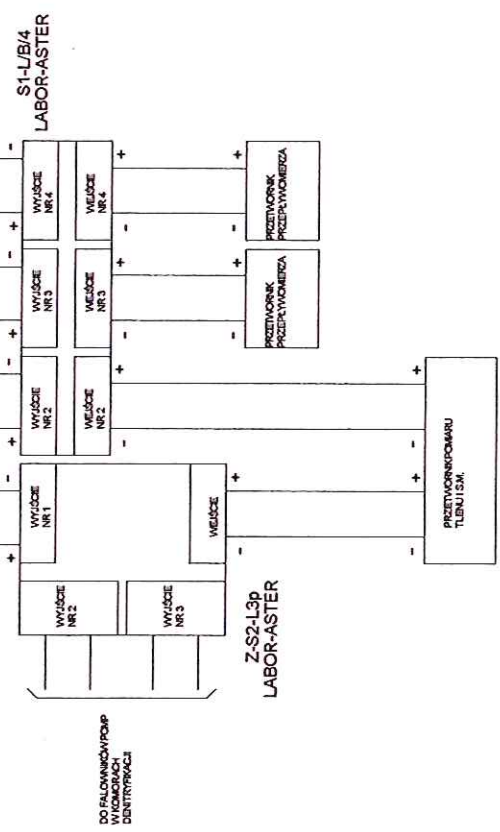 S1-L/B/4
LABOR-ASTER
- + - + - + - +
WYJŚCIE
NR 1
WYJŚCIE
NR 2
WYJŚCIE
NR 3
WYJŚCIE
NR 4
WYJŚCIE
NR 2
WYJŚCIE
NR 3
WEJŚCIE
WEJŚCIE
NR 2
WEJŚCIE
NR 3
WEJŚCIE
NR 4
- + - + - + - +
DO FALOWNIKÓW POMP
W KOMORACH
DENITRYFIKACJI
Z-S2-L3p
LABOR-ASTER
- + - + - + - +
PRZETWORNIK
PRZEPŁYWOMIERZA
PRZETWORNIK
PRZEPŁYWOMIERZA
PRZETWORNIK POMIARU
TLENU I S.M.